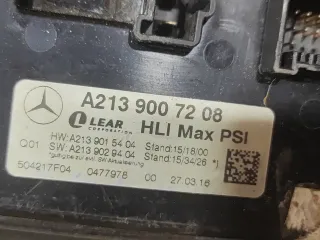 A213 900 72 08
LEAR CORPORATION HLI Max PSI
HW:A213 901 54 04 Stand:15/18/00
Q01 SW:A213 902 94 04 Stand:15/34/26 *)
504217F04 0477978 00 27.03.16